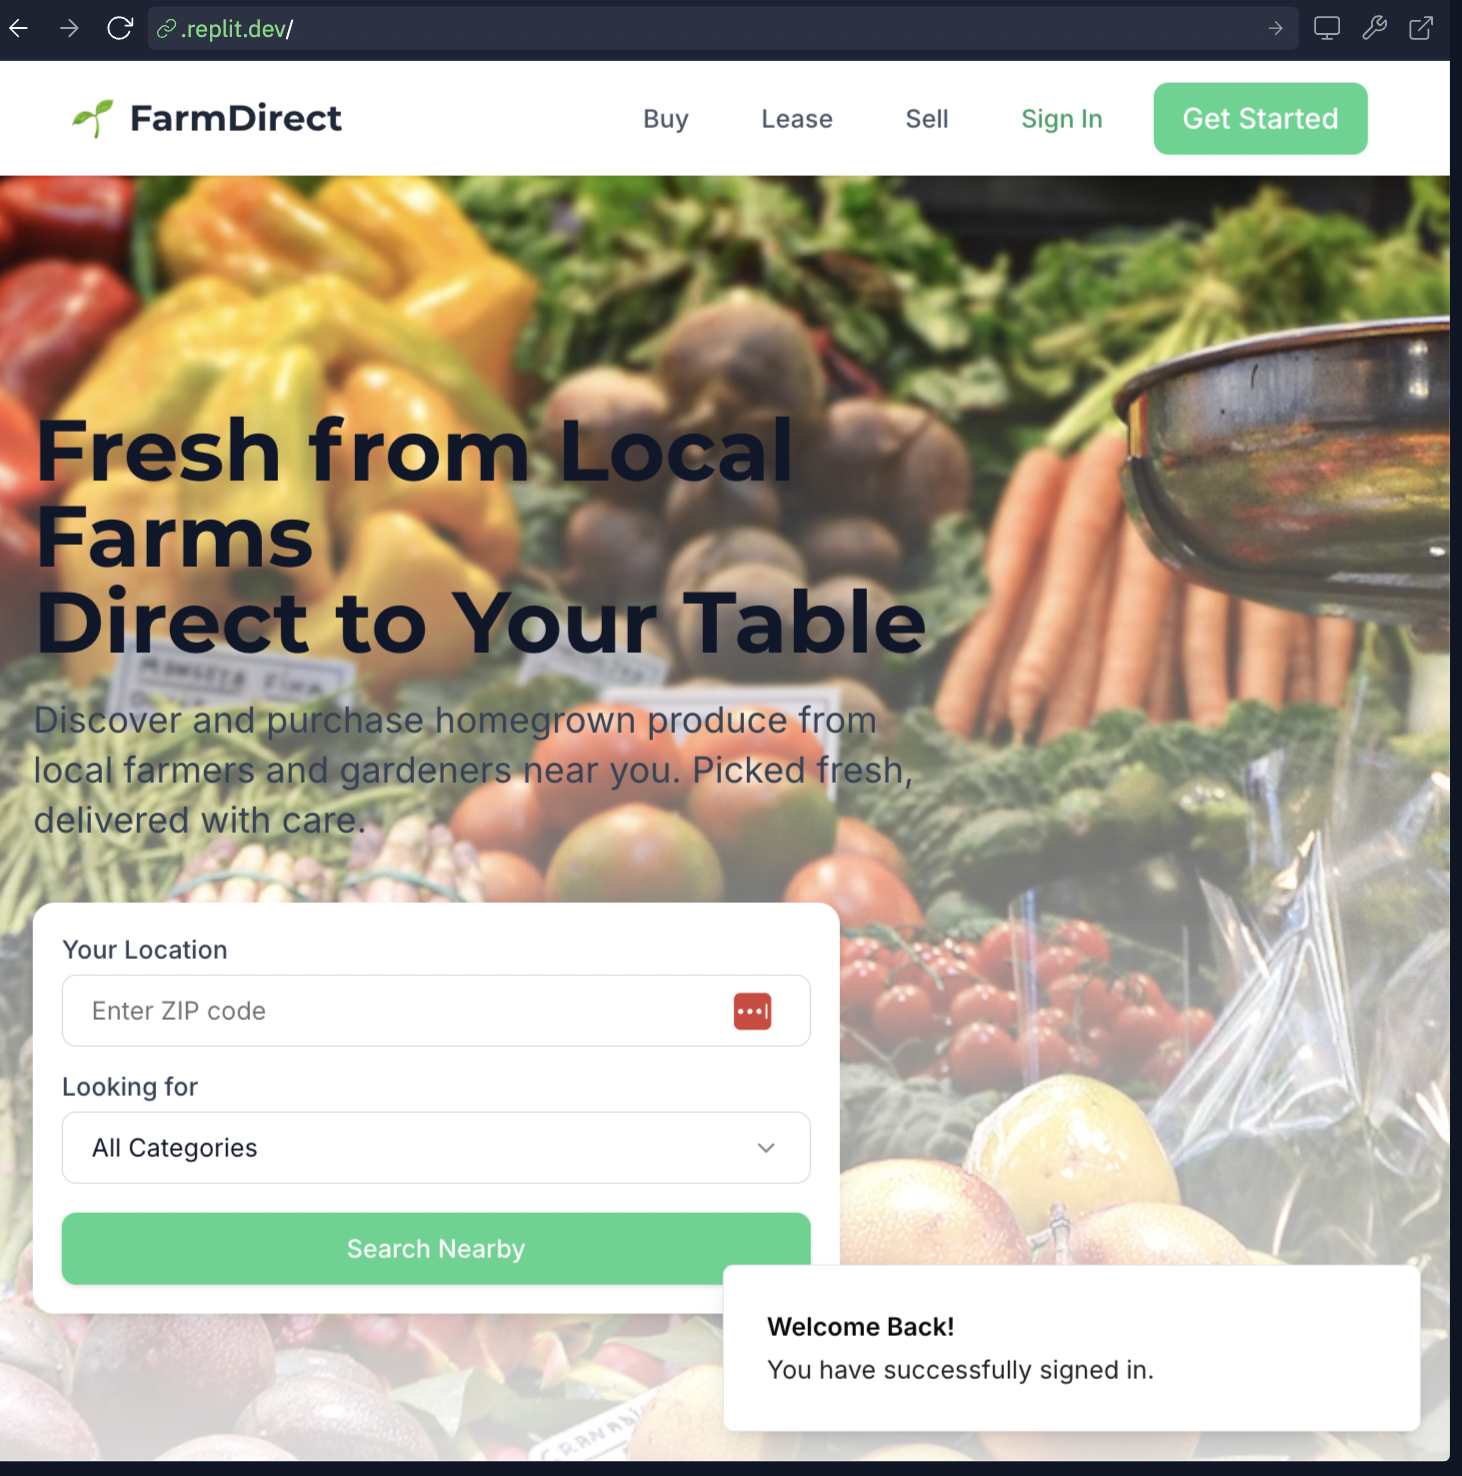 .replit.dev/
FarmDirect
Buy
Lease
Sell
Sign In
Get Started
Fresh from Local
Farms
Direct to Your Table
Discover and purchase homegrown produce from
local farmers and gardeners near you. Picked fresh,
delivered with care.
Your Location
Enter ZIP code
Looking for
All Categories
Search Nearby
Welcome Back!
You have successfully signed in.